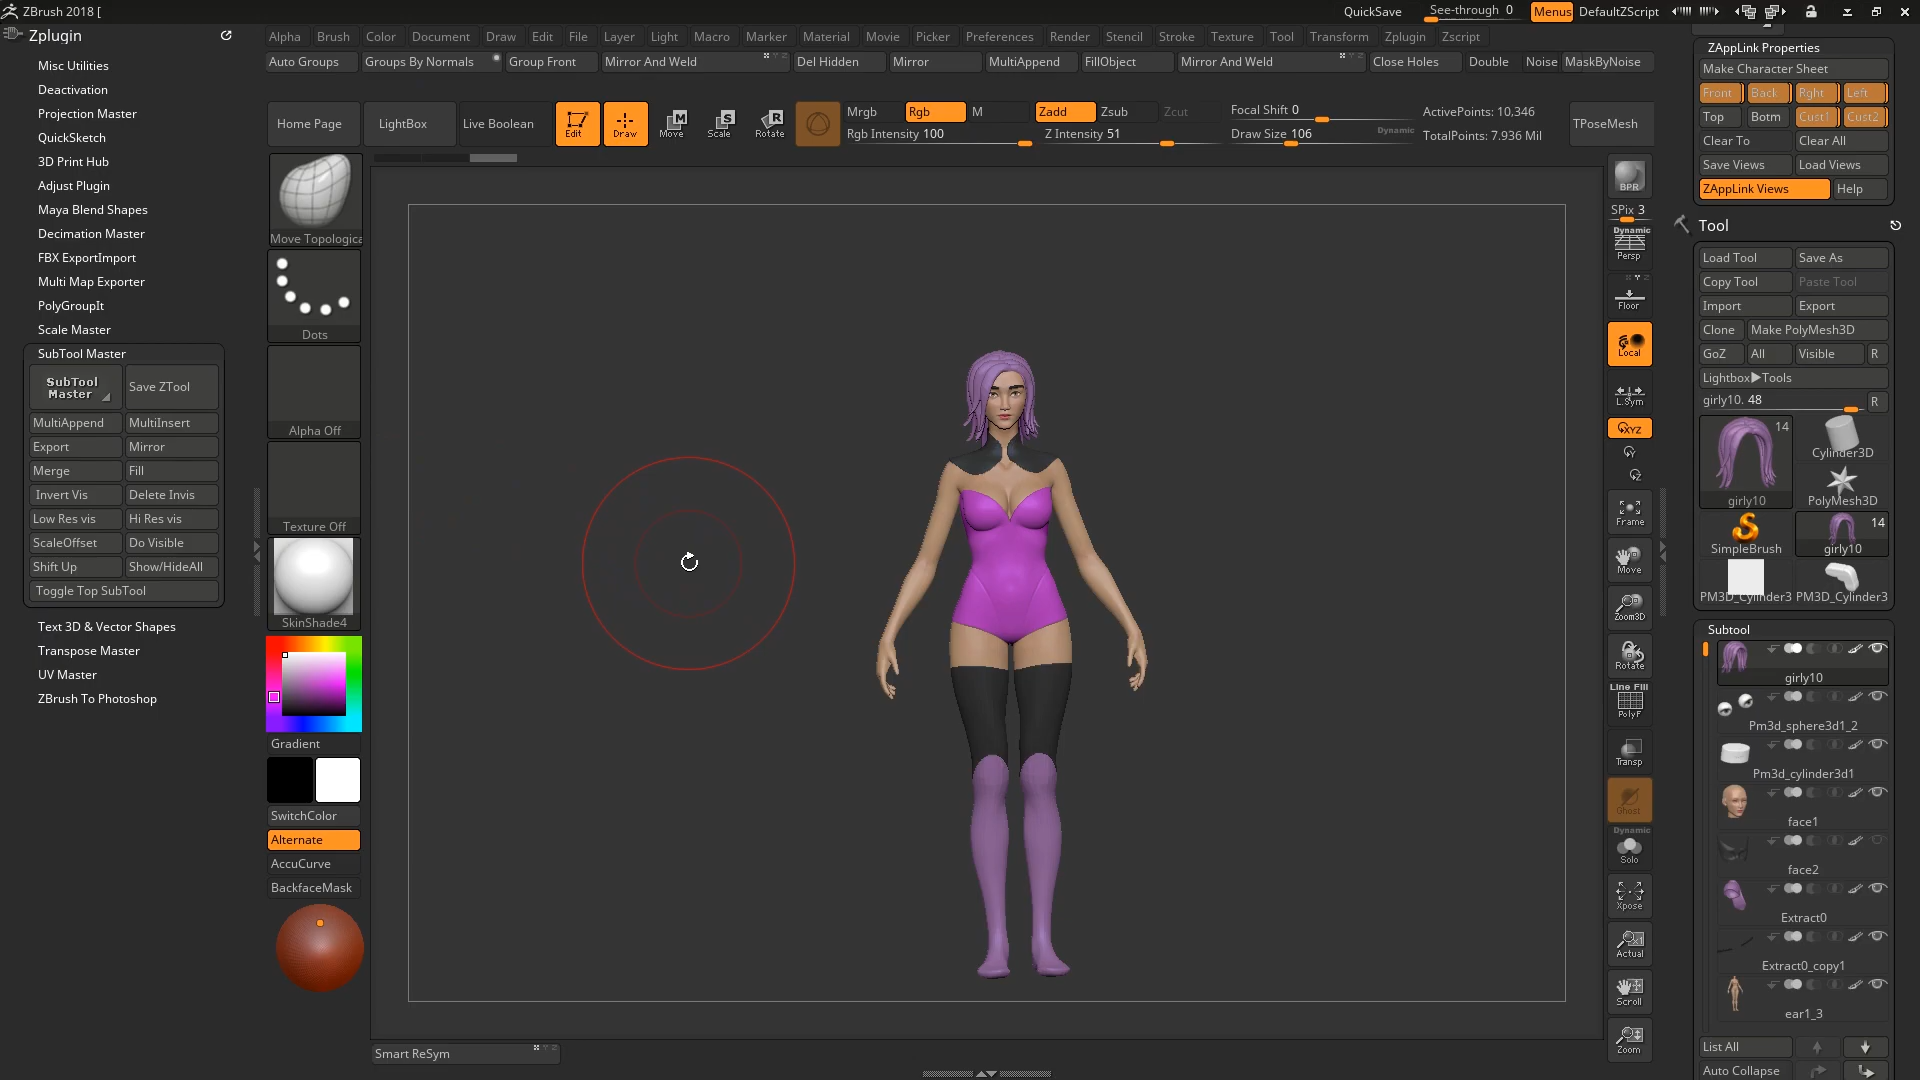 ZBrush 2018 [
QuickSave
See-through 0
Menus
DefaultZScript
Zplugin
Alpha Brush Color Document Draw Edit File Layer Light Macro Marker Material Movie Picker Preferences Render Stencil Stroke Texture Tool Transform Zplugin Zscript
Auto Groups
Groups By Normals
Group Front
Mirror And Weld
Del Hidden
Mirror
MultiAppend
FillObject
Mirror And Weld
Close Holes
Double
Noise
MaskByNoise
Home Page
LightBox
Live Boolean
Edit
Draw
M
Move
S
Scale
R
Rotate
Mrgb
Rgb
M
Rgb Intensity 100
Zadd
Zsub
Zcut
Z Intensity 51
Focal Shift 0
Draw Size 106
Dynamic
ActivePoints: 10,346
TotalPoints: 7.936 Mil
TPoseMesh
Misc Utilities
Deactivation
Projection Master
QuickSketch
3D Print Hub
Adjust Plugin
Maya Blend Shapes
Decimation Master
FBX ExportImport
Multi Map Exporter
PolyGroupIt
Scale Master
SubTool Master
SubTool
Master
Save ZTool
MultiAppend
MultiInsert
Export
Mirror
Merge
Fill
Invert Vis
Delete Invis
Low Res vis
Hi Res vis
ScaleOffset
Do Visible
Shift Up
Show/HideAll
Toggle Top SubTool
Text 3D & Vector Shapes
Transpose Master
UV Master
ZBrush To Photoshop
Move Topologica
Dots
Alpha Off
Texture Off
SkinShade4
Gradient
SwitchColor
Alternate
AccuCurve
BackfaceMask
Smart ReSym
BPR
SPix 3
Dynamic
Persp
Floor
Local
L.Sym
XYZ
Y
Z
Frame
Move
Zoom3D
Rotate
Line Fill
PolyF
Transp
Ghost
Dynamic
Solo
Xpose
Actual
Scroll
Zoom
ZAppLink Properties
Make Character Sheet
Front Back Rght Left
Top Botm Cust1 Cust2
Clear To
Clear All
Save Views
Load Views
ZAppLink Views
Help
Tool
Load Tool
Save As
Copy Tool
Paste Tool
Import
Export
Clone
Make PolyMesh3D
GoZ
All
Visible
R
Lightbox▶Tools
girly10. 48
R
14
girly10
Cylinder3D
PolyMesh3D
SimpleBrush
14
girly10
PM3D_Cylinder3
PM3D_Cylinder3
Subtool
girly10
Pm3d_sphere3d1_2
Pm3d_cylinder3d1
face1
face2
Extract0
Extract0_copy1
ear1_3
List All
Auto Collapse